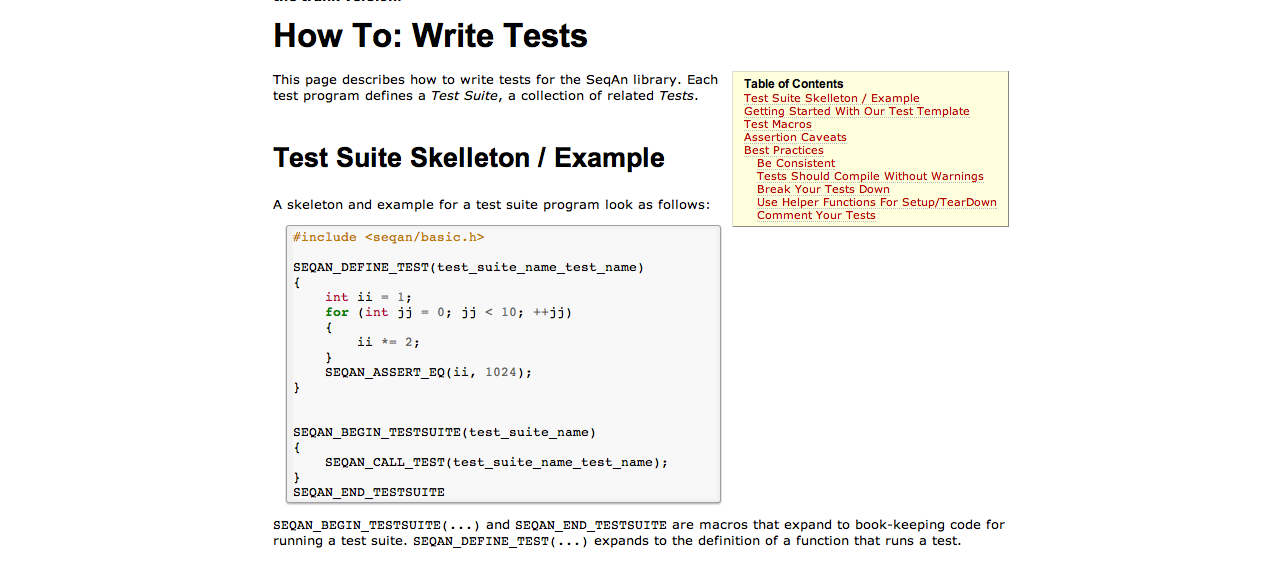 the trunk version.
How To: Write Tests
This page describes how to write tests for the SeqAn library. Each
test program defines a Test Suite, a collection of related Tests.
Table of Contents
Test Suite Skelleton / Example
Getting Started With Our Test Template
Test Macros
Assertion Caveats
Best Practices
Be Consistent
Tests Should Compile Without Warnings
Break Your Tests Down
Use Helper Functions For Setup/TearDown
Comment Your Tests
Test Suite Skelleton / Example
A skeleton and example for a test suite program look as follows:
#include <seqan/basic.h>
SEQAN_DEFINE_TEST(test_suite_name_test_name)
{
    int ii = 1;
    for (int jj = 0; jj < 10; ++jj)
    {
        ii *= 2;
    }
    SEQAN_ASSERT_EQ(ii, 1024);
}
SEQAN_BEGIN_TESTSUITE(test_suite_name)
{
    SEQAN_CALL_TEST(test_suite_name_test_name);
}
SEQAN_END_TESTSUITE
SEQAN_BEGIN_TESTSUITE(...) and SEQAN_END_TESTSUITE are macros that expand to book-keeping code for
running a test suite. SEQAN_DEFINE_TEST(...) expands to the definition of a function that runs a test.